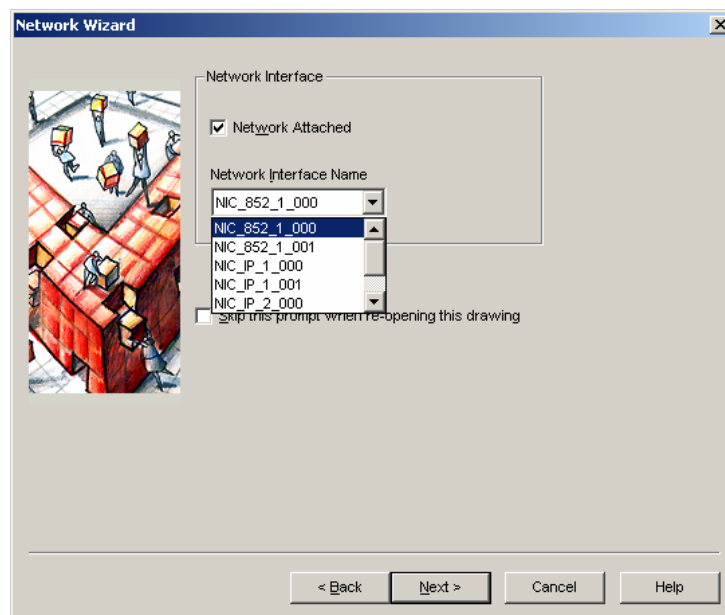 Network Wizard
Network Interface
Network Attached
Network Interface Name
NIC_852_1_000
NIC_852_1_000
NIC_852_1_001
NIC_IP_1_000
NIC_IP_1_001
NIC_IP_2_000
Skip this prompt when re-opening this drawing
< Back
Next >
Cancel
Help